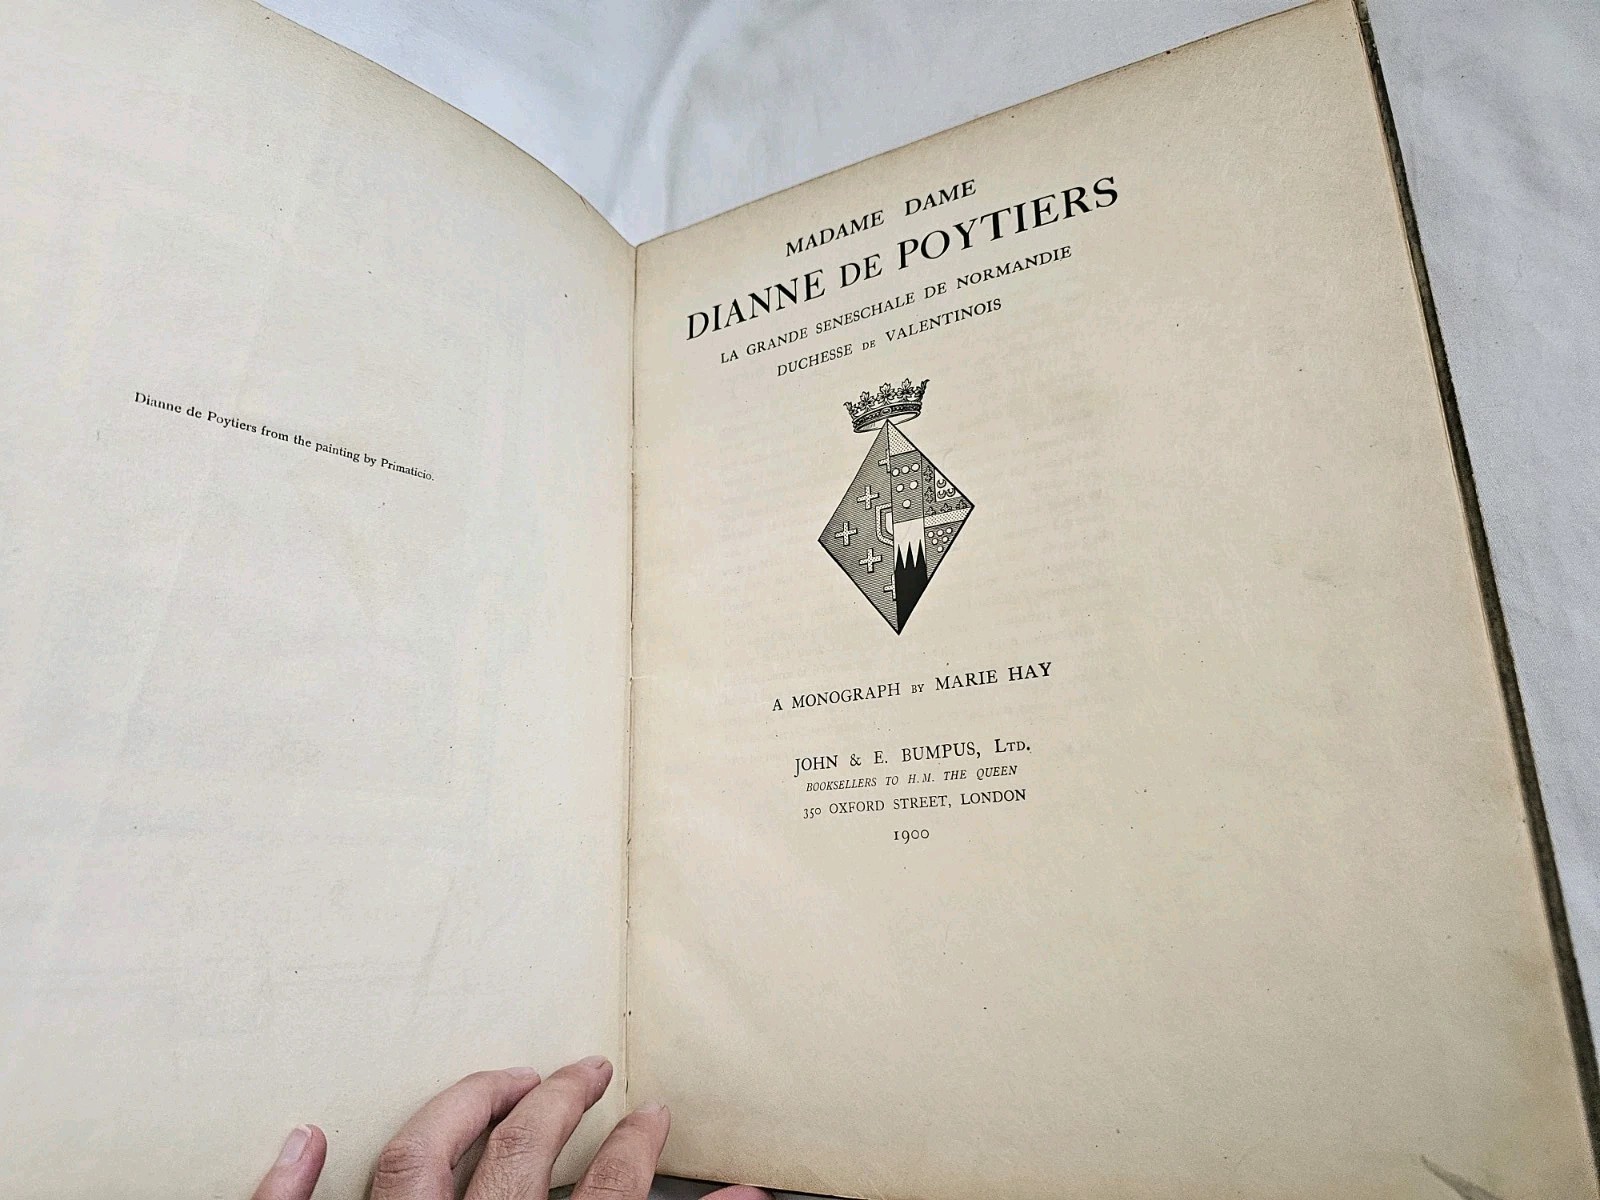 Dianne de Poytiers from the painting by Primaticio.
MADAME DAME
DIANNE DE POYTIERS
LA GRANDE SENESCHALE DE NORMANDIE
DUCHESSE DE VALENTINOIS
A MONOGRAPH BY MARIE HAY
JOHN & E. BUMPUS, LTD.
BOOKSELLERS TO H.M. THE QUEEN
350 OXFORD STREET, LONDON
1900